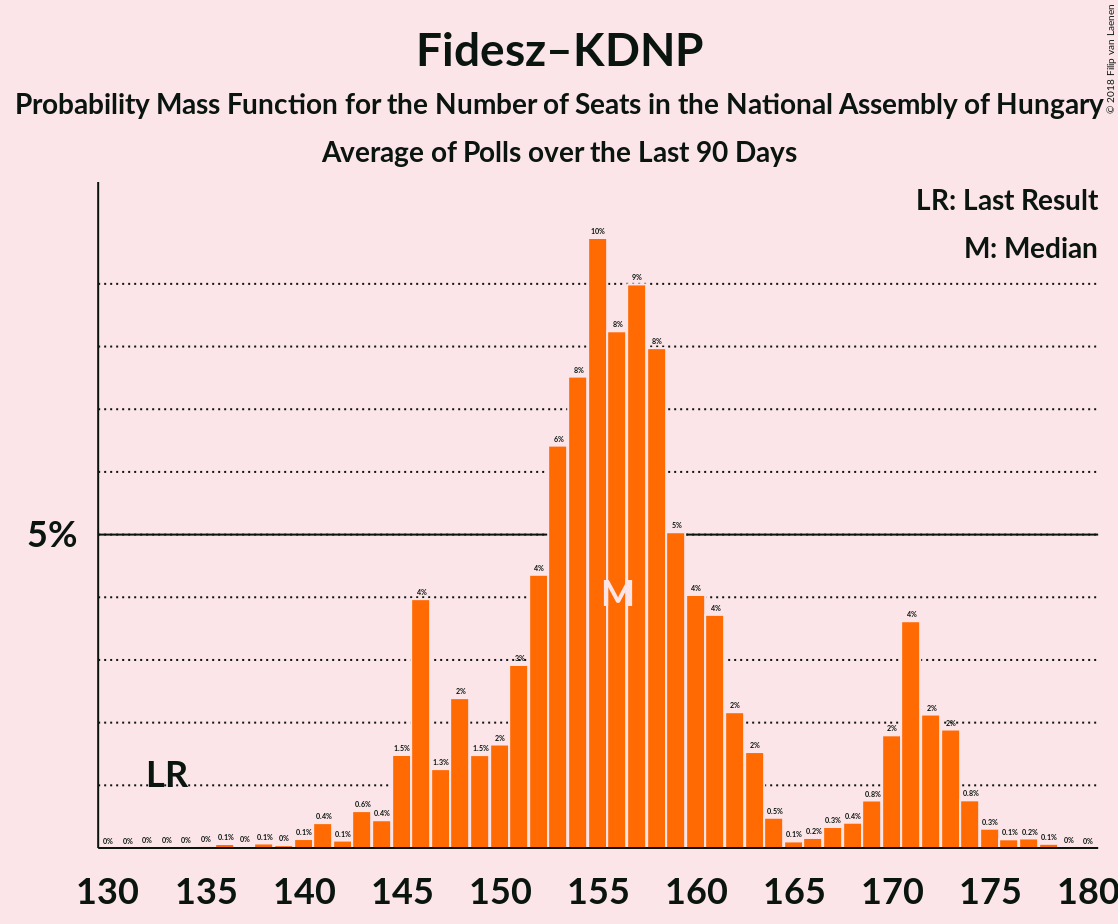 Fidesz–KDNP
Probability Mass Function for the Number of Seats in the National Assembly of Hungary
Average of Polls over the Last 90 Days
© 2018 Filip van Laenen
LR: Last Result
M: Median
5%
LR
M
0% 0% 0% 0% 0% 0% 0.1% 0% 0.1% 0% 0.1% 0.4% 0.1% 0.6% 0.4% 1.5% 4% 1.3% 2% 1.5% 2% 3% 4% 6% 8% 10% 8% 9% 8% 5% 4% 4% 2% 2% 0.5% 0.1% 0.2% 0.3% 0.4% 0.8% 2% 4% 2% 2% 0.8% 0.3% 0.1% 0.2% 0.1% 0% 0%
130 135 140 145 150 155 160 165 170 175 180